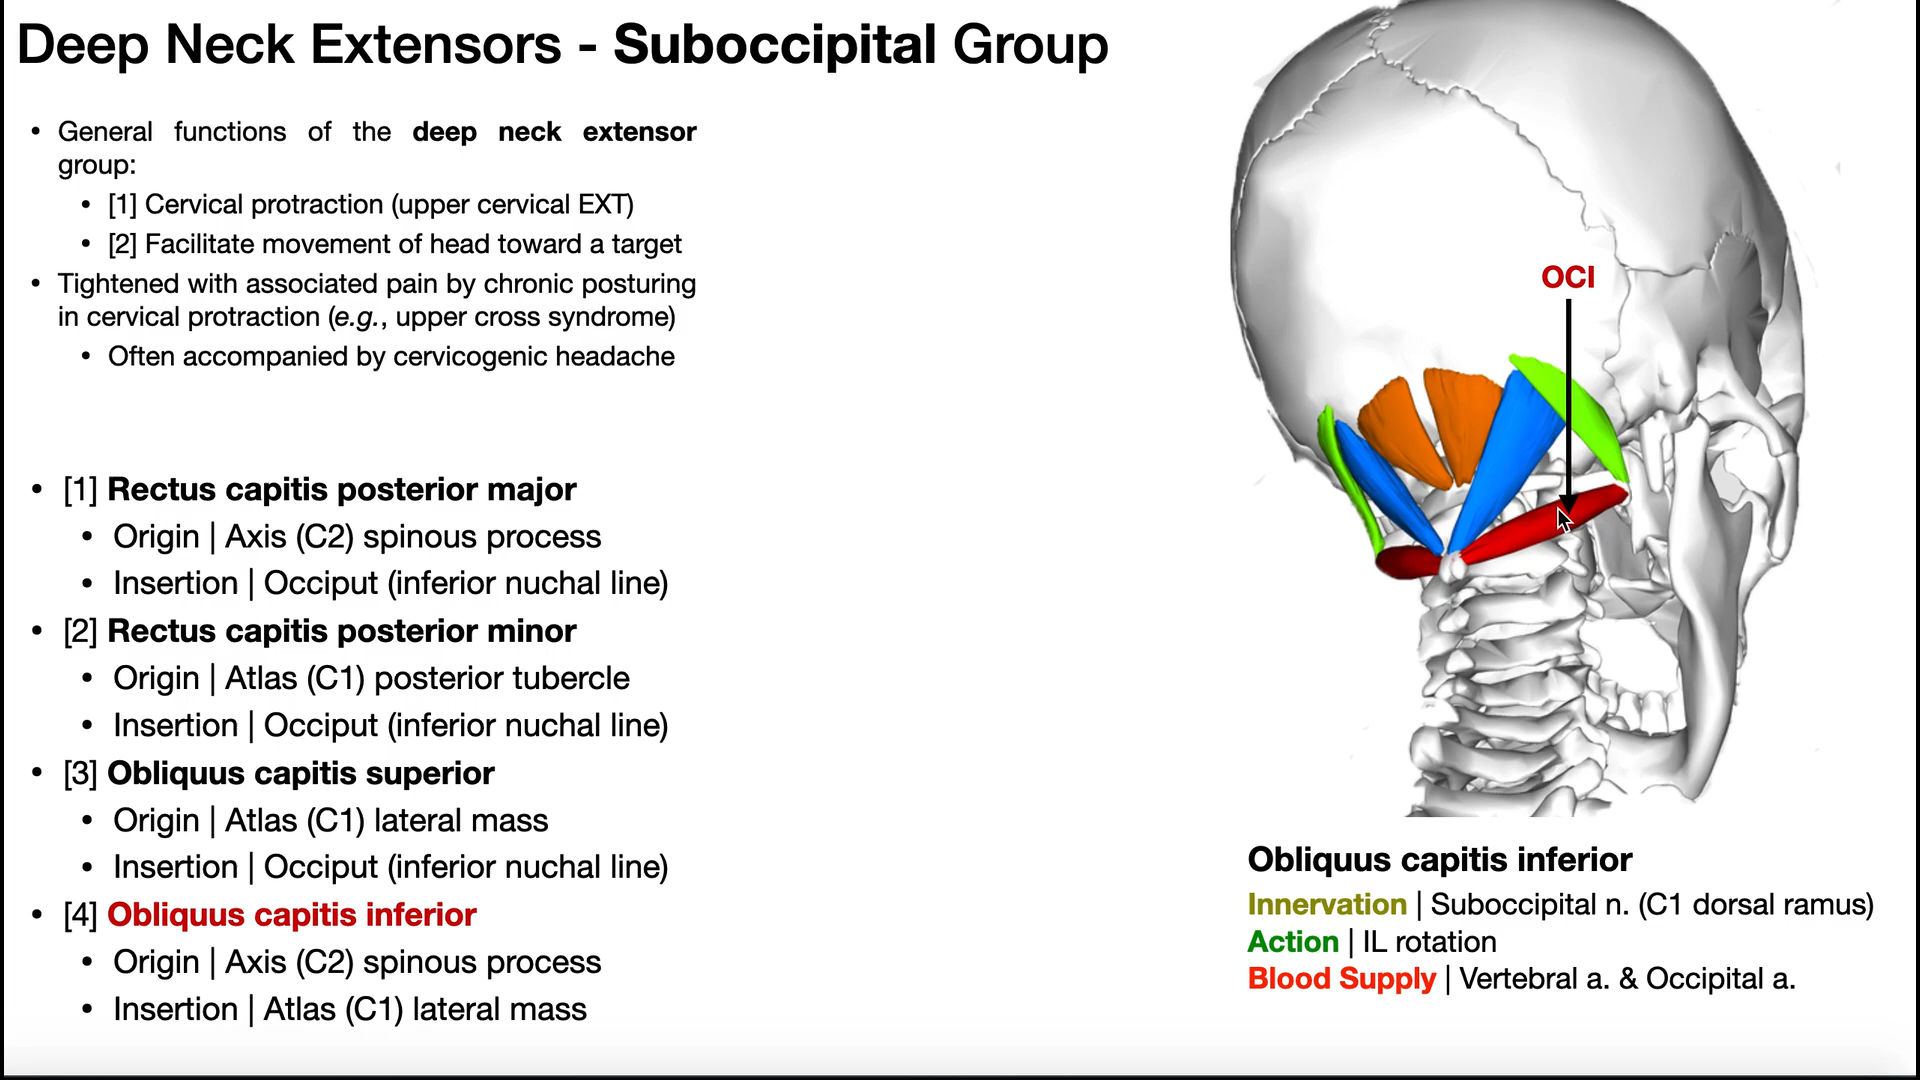 Deep Neck Extensors - Suboccipital Group
• General functions of the deep neck extensor
group:
• [1] Cervical protraction (upper cervical EXT)
• [2] Facilitate movement of head toward a target
• Tightened with associated pain by chronic posturing
in cervical protraction (e.g., upper cross syndrome)
• Often accompanied by cervicogenic headache
• [1] Rectus capitis posterior major
• Origin | Axis (C2) spinous process
• Insertion | Occiput (inferior nuchal line)
• [2] Rectus capitis posterior minor
• Origin | Atlas (C1) posterior tubercle
• Insertion | Occiput (inferior nuchal line)
• [3] Obliquus capitis superior
• Origin | Atlas (C1) lateral mass
• Insertion | Occiput (inferior nuchal line)
• [4] Obliquus capitis inferior
• Origin | Axis (C2) spinous process
• Insertion | Atlas (C1) lateral mass
OCI
Obliquus capitis inferior
Innervation | Suboccipital n. (C1 dorsal ramus)
Action | IL rotation
Blood Supply | Vertebral a. & Occipital a.